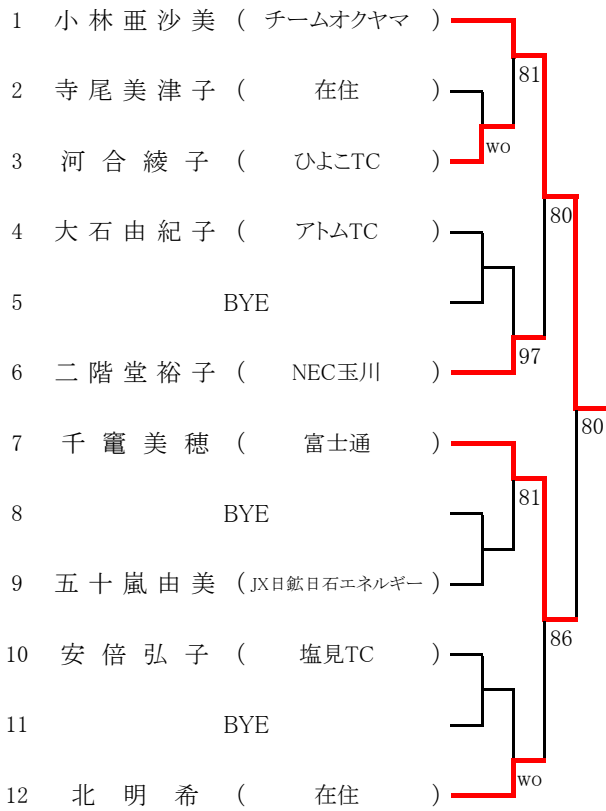 1 小林亜沙美 ( チームオクヤマ )
81
2 寺尾美津子 ( 在住 )
wo
3 河合綾子 ( ひよこTC )
80
4 大石由紀子 ( アトムTC )
5 BYE
97
6 二階堂裕子 ( NEC玉川 )
80
7 千竃美穂 ( 富士通 )
81
8 BYE
9 五十嵐由美 ( JX日鉱日石エネルギー )
86
10 安倍弘子 ( 塩見TC )
11 BYE
wo
12 北明希 ( 在住 )